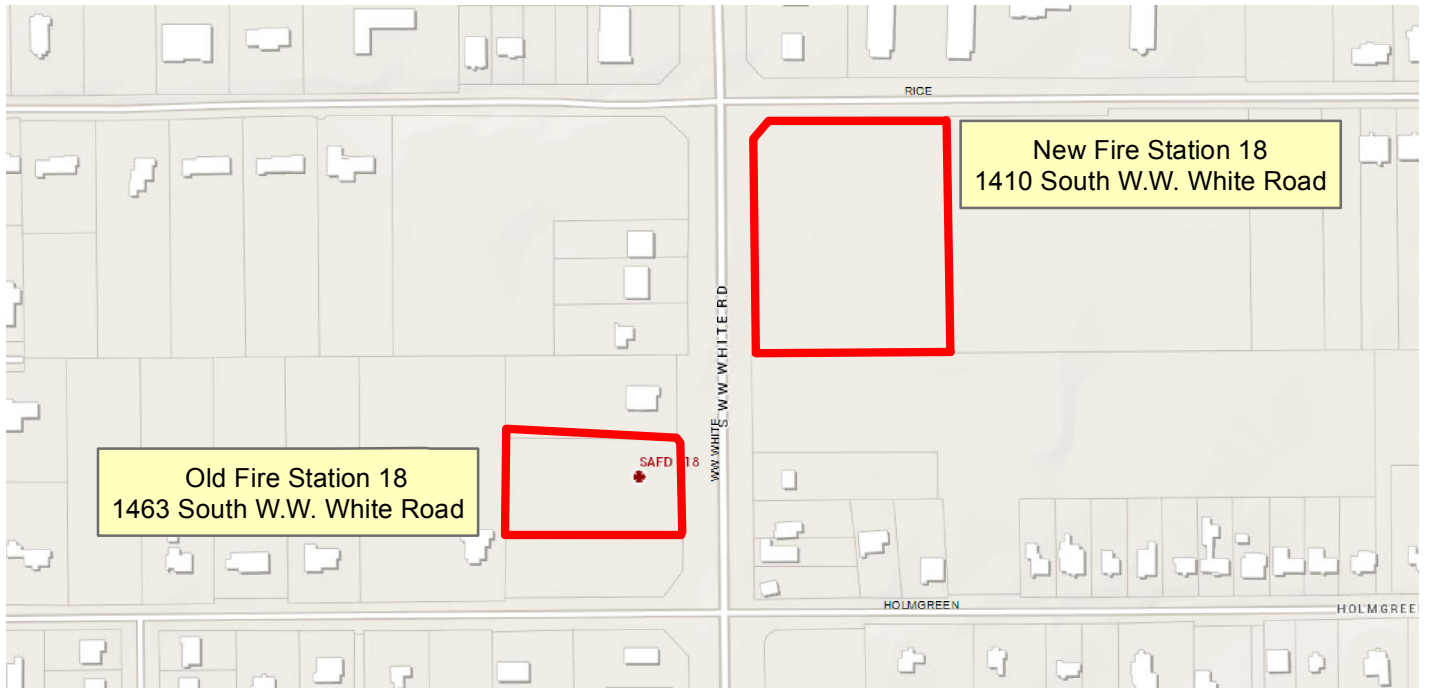 RICE
New Fire Station 18
1410 South W.W. White Road
S W.W. WHITE RD
WW WHITE
SAFD 18
Old Fire Station 18
1463 South W.W. White Road
HOLMGREEN
HOLMGREEN